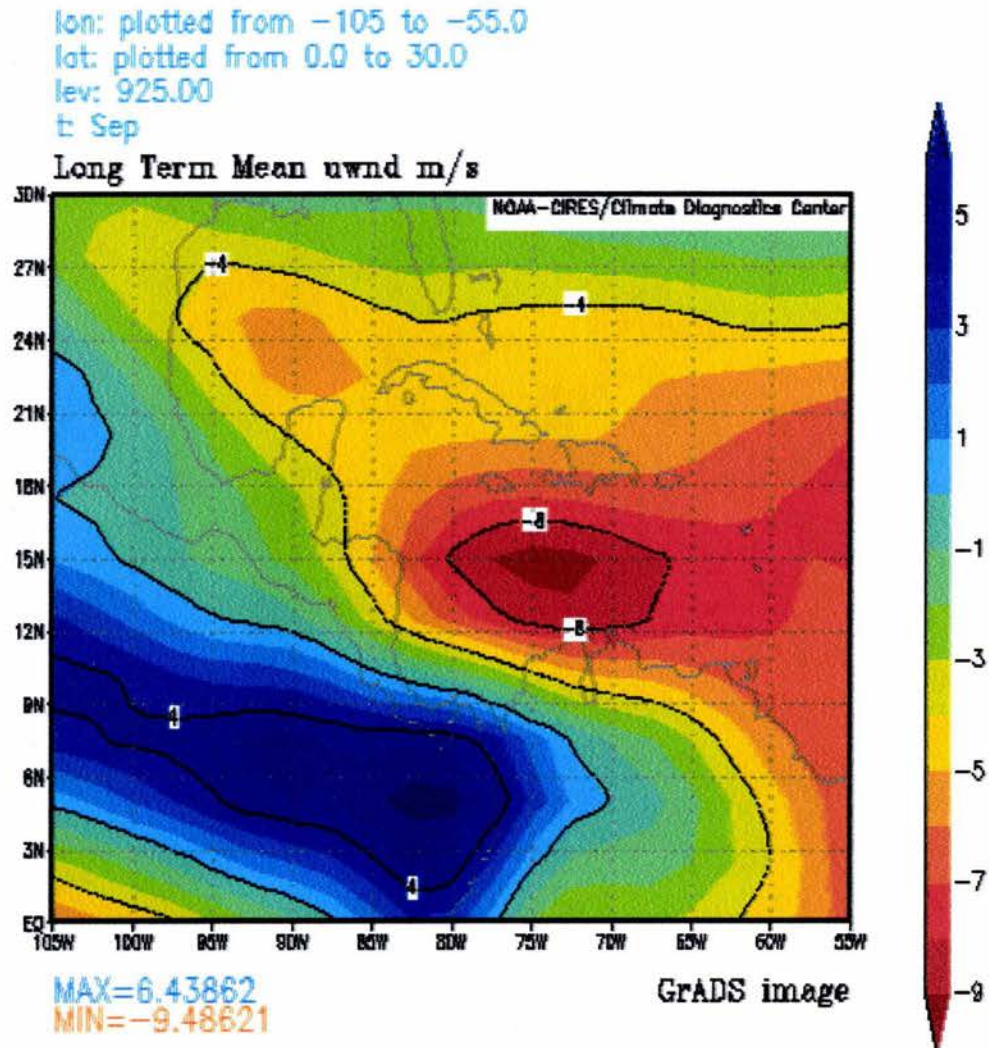 lon: plotted from -105 to -55.0
lat: plotted from 0.0 to 30.0
lev: 925.00
t: Sep
Long Term Mean uwnd m/s
NOAA-CIRES/Climate Diagnostics Center
30N
27N
24N
21N
18N
15N
12N
9N
6N
3N
EQ
105W 100W 95W 90W 85W 80W 75W 70W 65W 60W 55W
-4
-4
-8
-8
4
4
5
3
1
-1
-3
-5
-7
-9
MAX=6.43862
MIN=-9.48621
GrADS image